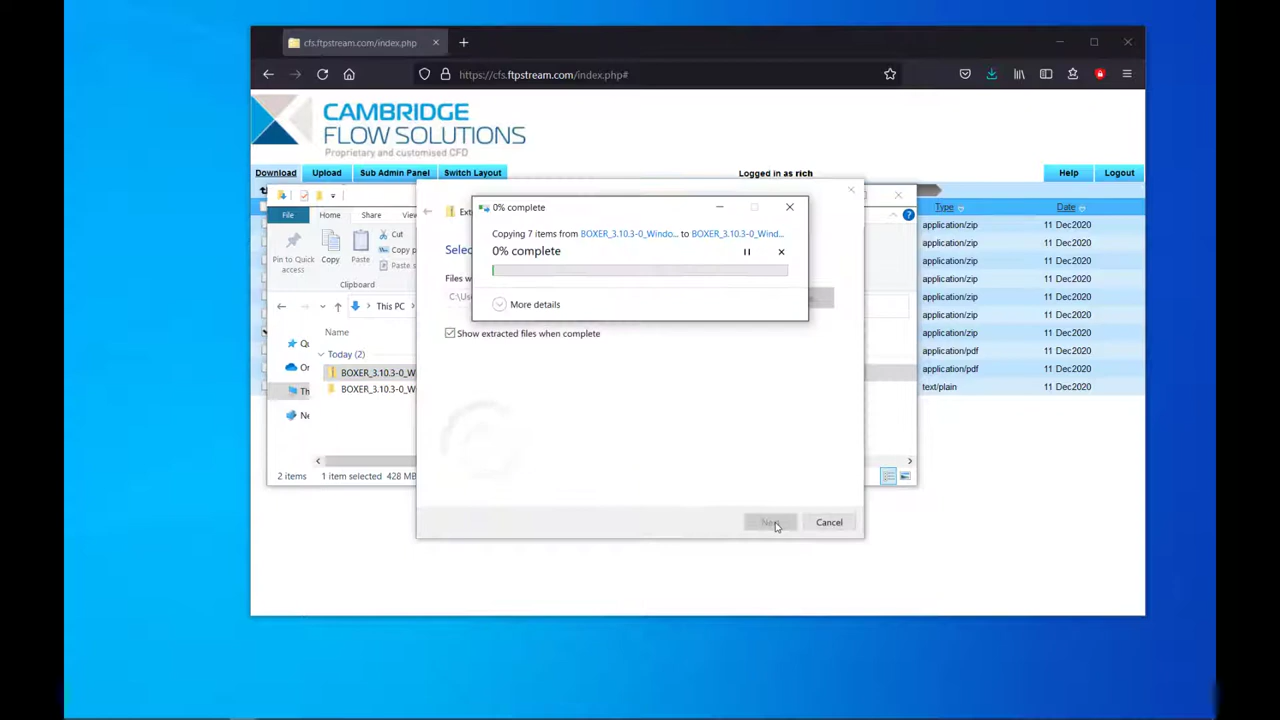 cfs.ftpstream.com/index.php
https://cfs.ftpstream.com/index.php#
CAMBRIDGE
FLOW SOLUTIONS
Proprietary and customised CFD
Download Upload Sub Admin Panel Switch Layout Logged in as rich Help Logout
0% complete
Copying 7 items from BOXER_3.10.3-0_Windo... to BOXER_3.10.3-0_Wind...
0% complete
More details
File Home Share
Pin to Quick access
Copy
Paste
Cut
Copy p
Paste s
Clipboard
This PC
Name
Today (2)
BOXER_3.10.3-0_W
BOXER_3.10.3-0_W
2 items 1 item selected 428 MB
Show extracted files when complete
Cancel
Type Date
application/zip 11 Dec2020
application/zip 11 Dec2020
application/zip 11 Dec2020
application/zip 11 Dec2020
application/zip 11 Dec2020
application/zip 11 Dec2020
application/zip 11 Dec2020
application/pdf 11 Dec2020
application/pdf 11 Dec2020
text/plain 11 Dec2020